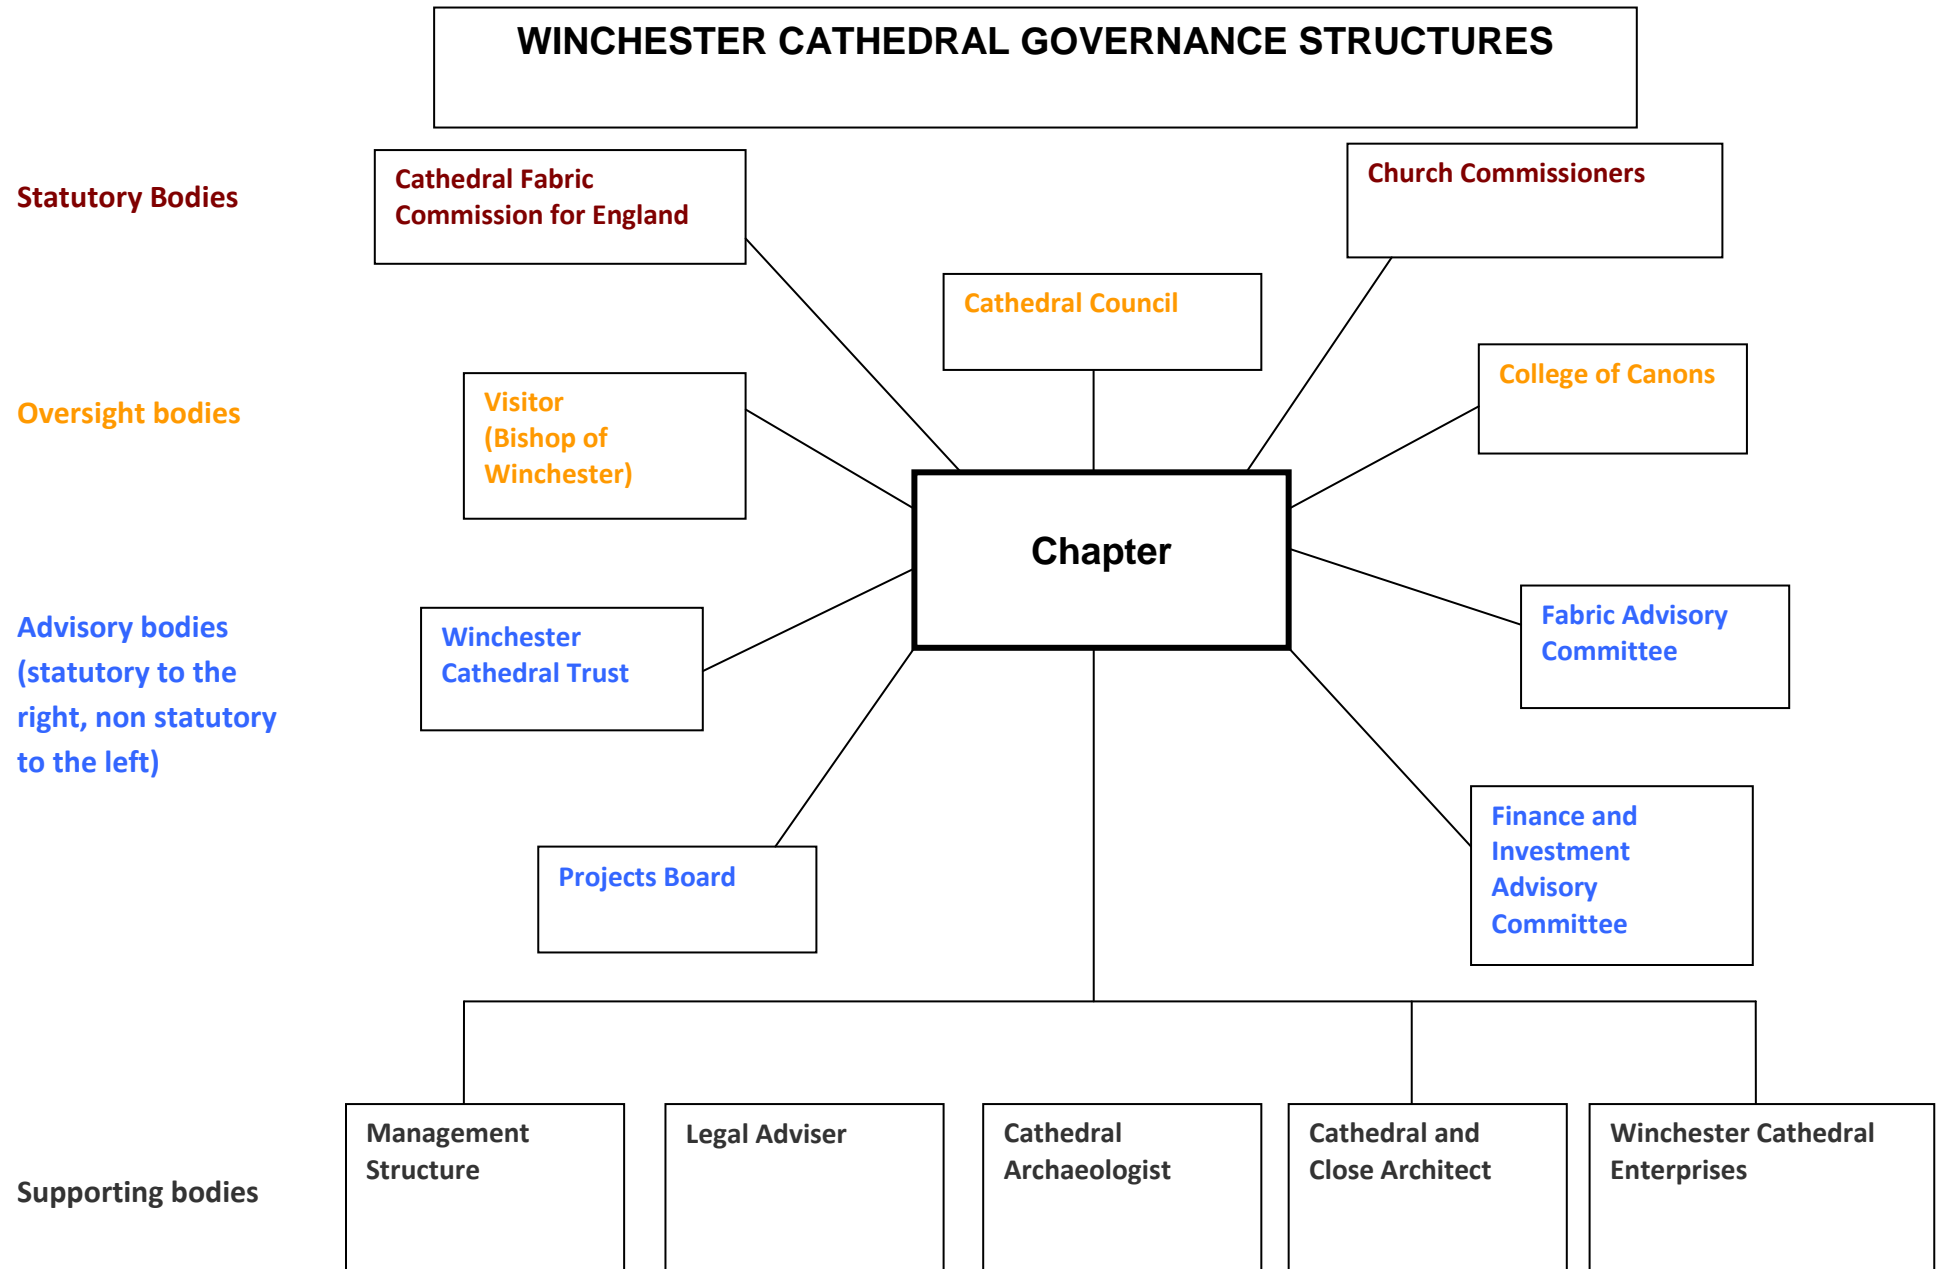 WINCHESTER CATHEDRAL GOVERNANCE STRUCTURES
Statutory Bodies
Cathedral Fabric
Commission for England
Church Commissioners
Cathedral Council
Oversight bodies
Visitor
(Bishop of
Winchester)
College of Canons
Chapter
Advisory bodies
(statutory to the
right, non statutory
to the left)
Winchester
Cathedral Trust
Fabric Advisory
Committee
Projects Board
Finance and
Investment
Advisory
Committee
Supporting bodies
Management
Structure
Legal Adviser
Cathedral
Archaeologist
Cathedral and
Close Architect
Winchester Cathedral
Enterprises